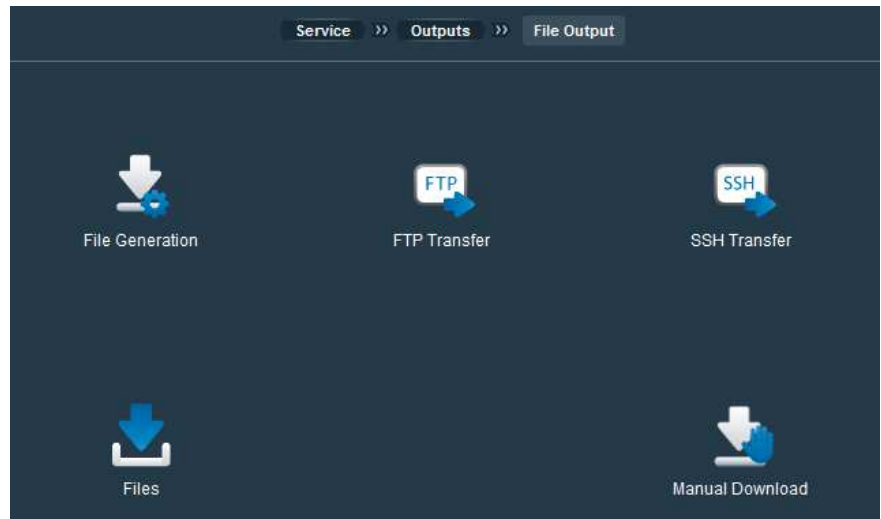 Service » Outputs » File Output
FTP SSH
File Generation FTP Transfer SSH Transfer
Files Manual Download